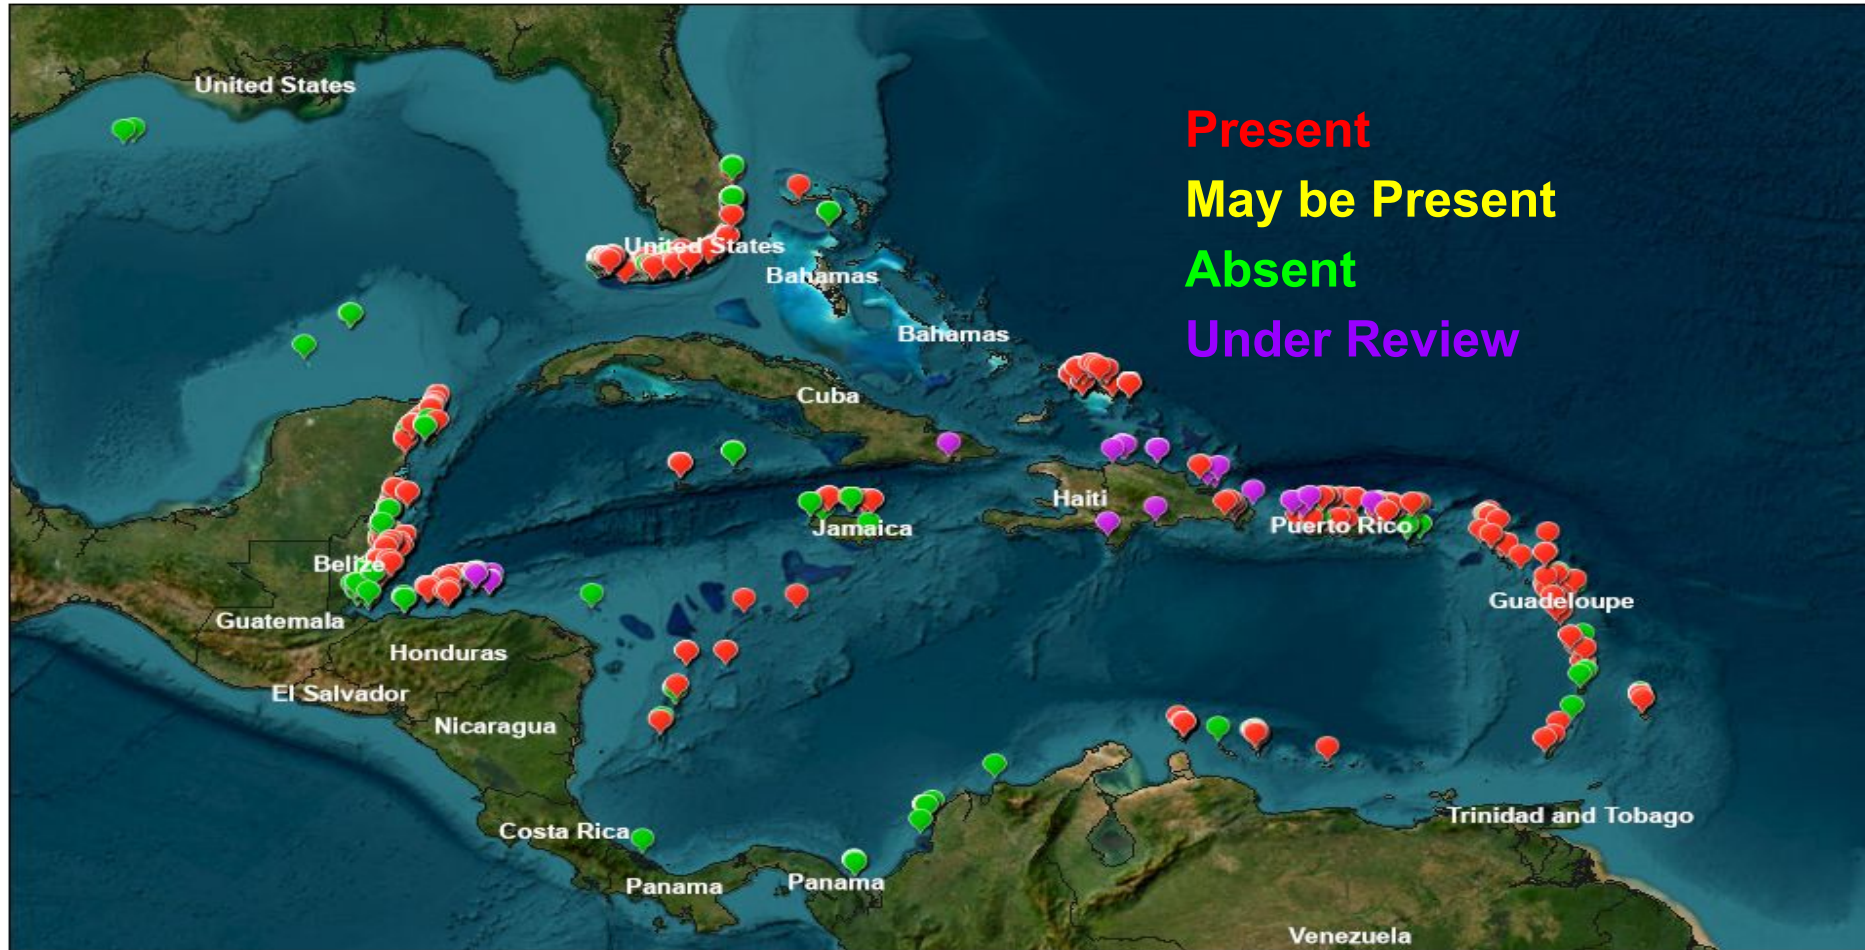 United States
Present
May be Present
United States
Absent
Bahamas
Bahamas
Under Review
Cuba
Haiti
Jamaica
Puerto Rico
Belize
Guadeloupe
Guatemala
Honduras
El Salvador
Nicaragua
Costa Rica
Trinidad and Tobago
Panama
Panama
Venezuela